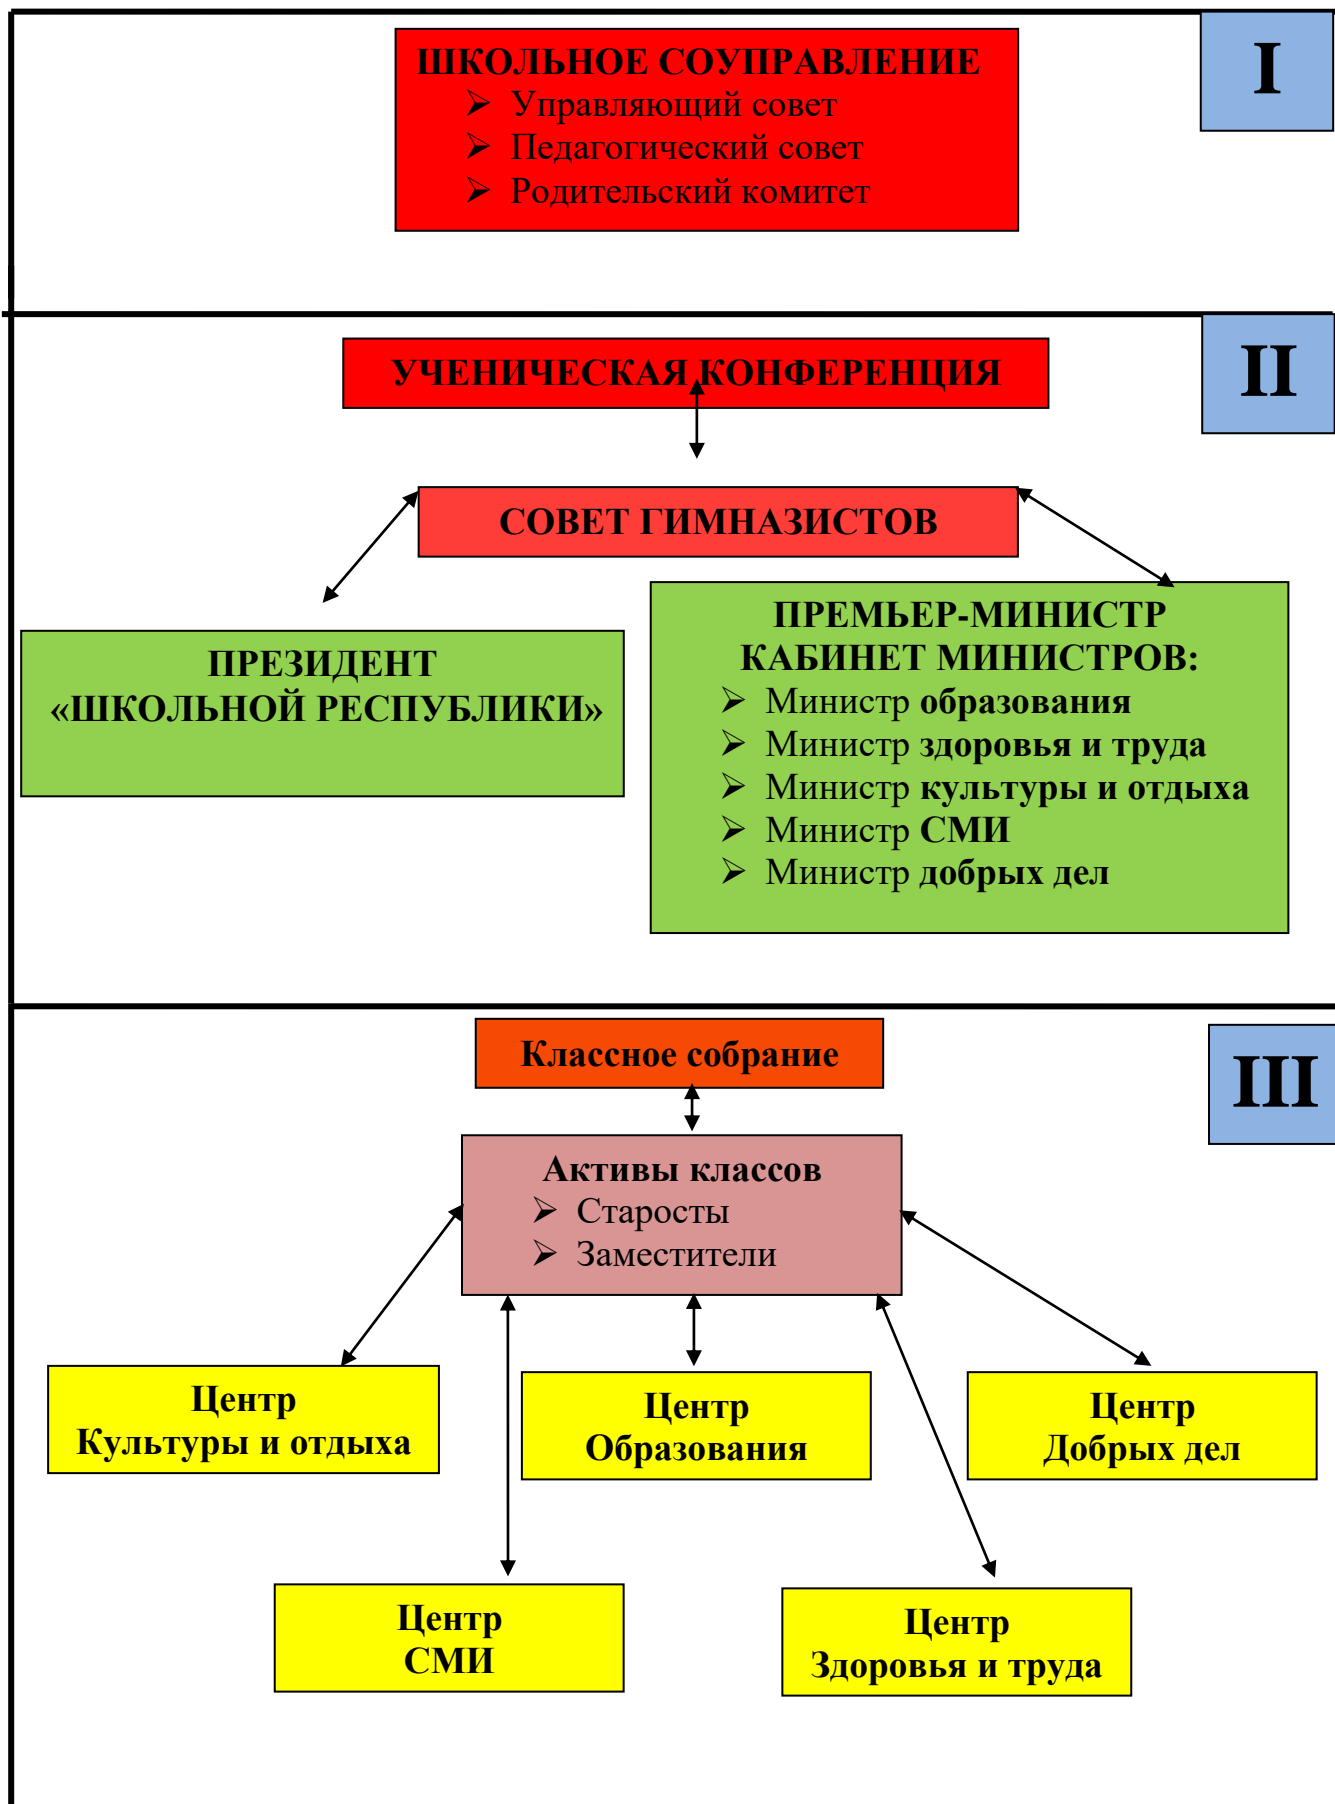 I
ШКОЛЬНОЕ СОУПРАВЛЕНИЕ
Управляющий совет
Педагогический совет
Родительский комитет
II
УЧЕНИЧЕСКАЯ КОНФЕРЕНЦИЯ
СОВЕТ ГИМНАЗИСТОВ
ПРЕЗИДЕНТ
«ШКОЛЬНОЙ РЕСПУБЛИКИ»
ПРЕМЬЕР-МИНИСТР
КАБИНЕТ МИНИСТРОВ:
Министр образования
Министр здоровья и труда
Министр культуры и отдыха
Министр СМИ
Министр добрых дел
III
Классное собрание
Активы классов
Старосты
Заместители
Центр
Культуры и отдыха
Центр
Образования
Центр
Добрых дел
Центр
СМИ
Центр
Здоровья и труда